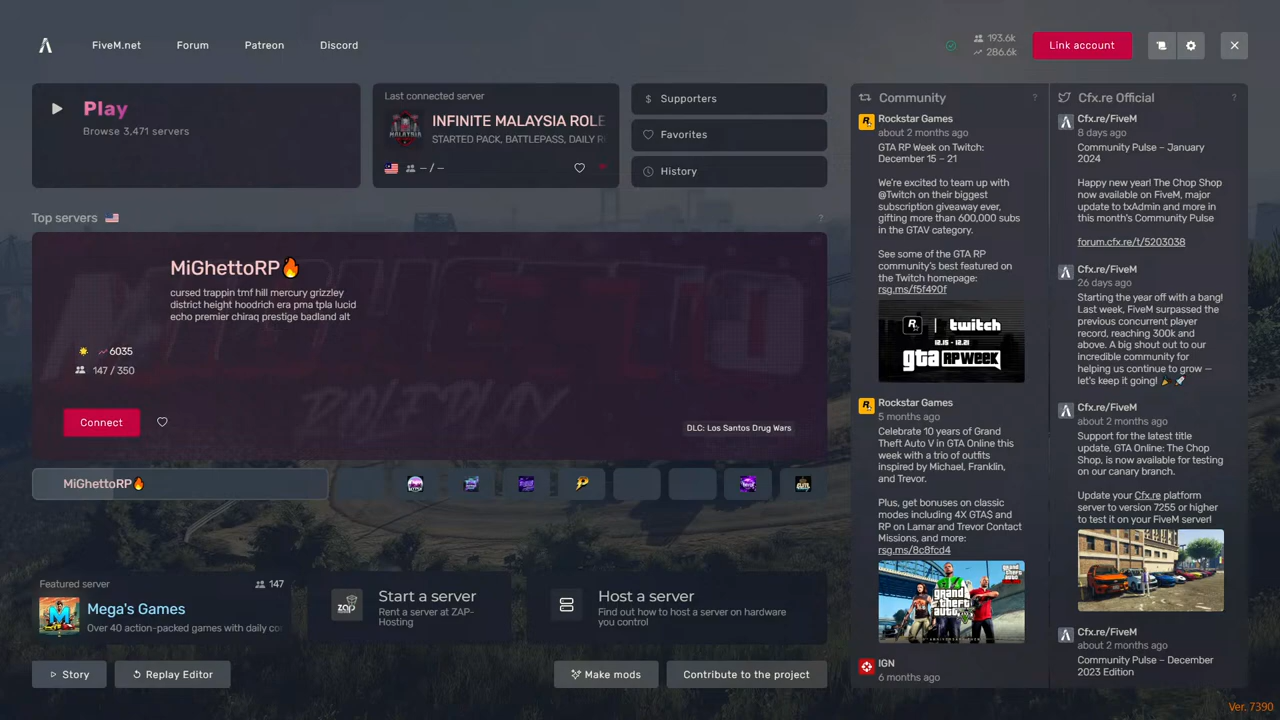 FiveM.net
Forum
Patreon
Discord
193.6k
286.6k
Link account
Play
Browse 3,471 servers
Last connected server
INFINITE MALAYSIA ROLE
STARTED PACK, BATTLEPASS, DAILY R
– / –
$ Supporters
Favorites
History
Top servers
?
MiGhettoRP🔥
cursed trappin tmf hill mercury grizzley
district height hoodrich era pma tpla lucid
echo premier chiraq prestige badland alt
6035
147 / 350
Connect
DLC: Los Santos Drug Wars
MiGhettoRP🔥
Featured server
147
Mega's Games
Over 40 action-packed games with daily co
zap
Start a server
Rent a server at ZAP-
Hosting
Host a server
Find out how to host a server on hardware
you control
Story
Replay Editor
Make mods
Contribute to the project
Community
?
Rockstar Games
about 2 months ago
GTA RP Week on Twitch:
December 15 – 21
We're excited to team up with
@Twitch on their biggest
subscription giveaway ever,
gifting more than 600,000 subs
in the GTAV category.
See some of the GTA RP
community's best featured on
the Twitch homepage:
rsg.ms/f5f490f
R* | twitch
12.15 - 12.21
gta RP WEEK
Rockstar Games
5 months ago
Celebrate 10 years of Grand
Theft Auto V in GTA Online this
week with a trio of outfits
inspired by Michael, Franklin,
and Trevor.
Plus, get bonuses on classic
modes including 4X GTA$ and
RP on Lamar and Trevor Contact
Missions, and more:
rsg.ms/8c8fcd4
grand
theft
auto
IGN
6 months ago
Cfx.re Official
?
Cfx.re/FiveM
8 days ago
Community Pulse – January
2024
Happy new year! The Chop Shop
now available on FiveM, major
update to txAdmin and more in
this month's Community Pulse
forum.cfx.re/t/5203038
Cfx.re/FiveM
26 days ago
Starting the year off with a bang!
Last week, FiveM surpassed the
previous concurrent player
record, reaching 300k and
above. A big shout out to our
incredible community for
helping us continue to grow —
let's keep it going! 🎉 🚀
Cfx.re/FiveM
about 2 months ago
Support for the latest title
update, GTA Online: The Chop
Shop, is now available for testing
on our canary branch.
Update your Cfx.re platform
server to version 7255 or higher
to test it on your FiveM server!
Cfx.re/FiveM
about 2 months ago
Community Pulse – December
2023 Edition
Ver. 7390